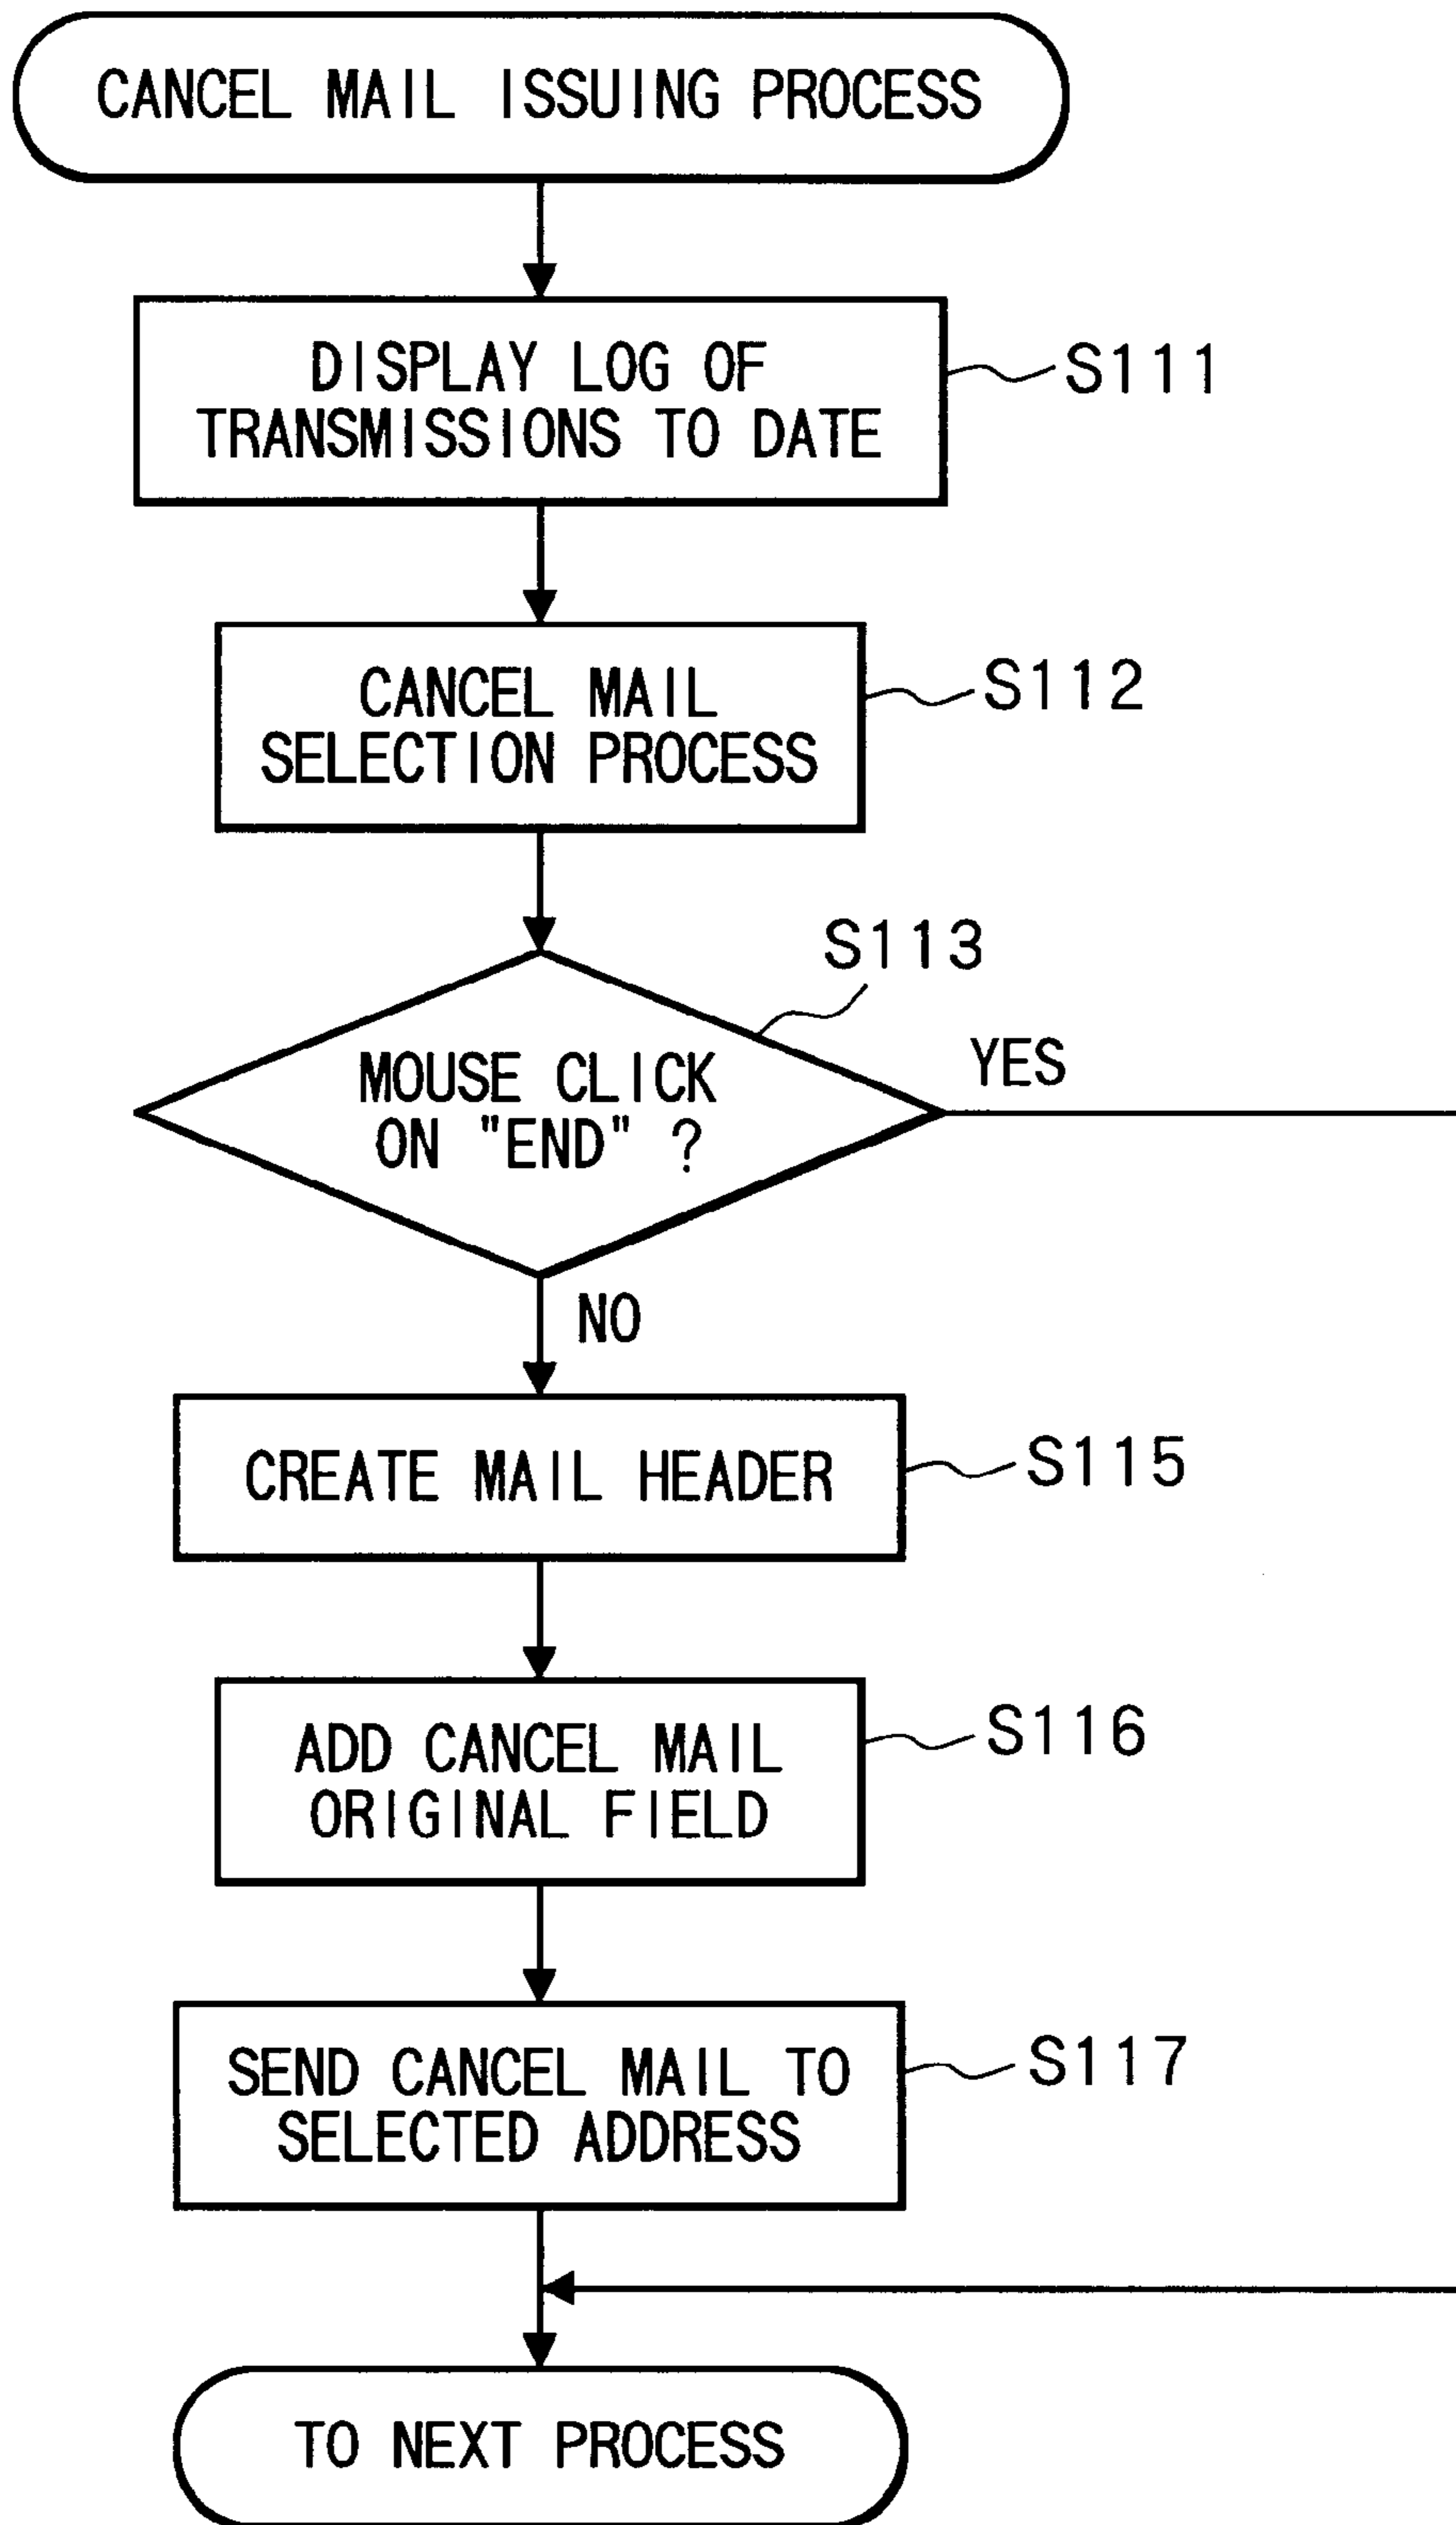 CANCEL MAIL ISSUING PROCESS
DISPLAY LOG OF
TRANSMISSIONS TO DATE
S111
CANCEL MAIL
SELECTION PROCESS
S112
S113
MOUSE CLICK
ON "END" ?
YES
NO
CREATE MAIL HEADER
S115
ADD CANCEL MAIL
ORIGINAL FIELD
S116
SEND CANCEL MAIL TO
SELECTED ADDRESS
S117
TO NEXT PROCESS